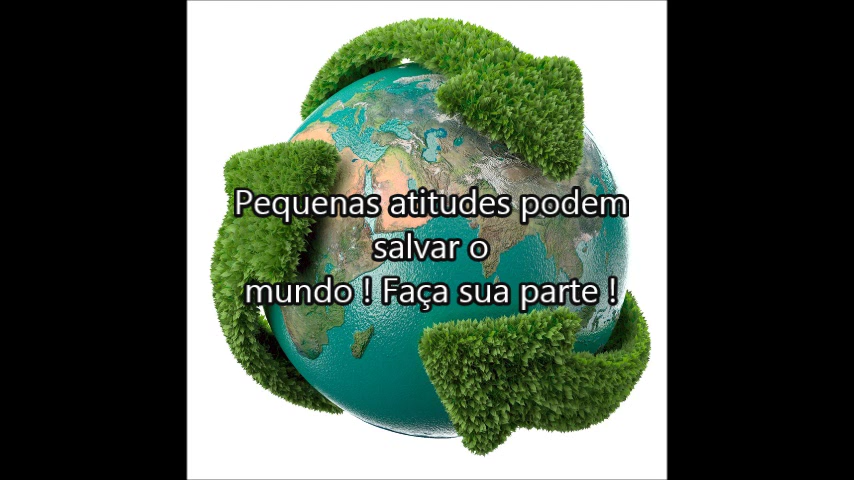 Pequenas atitudes podem
salvar o
mundo ! Faça sua parte !